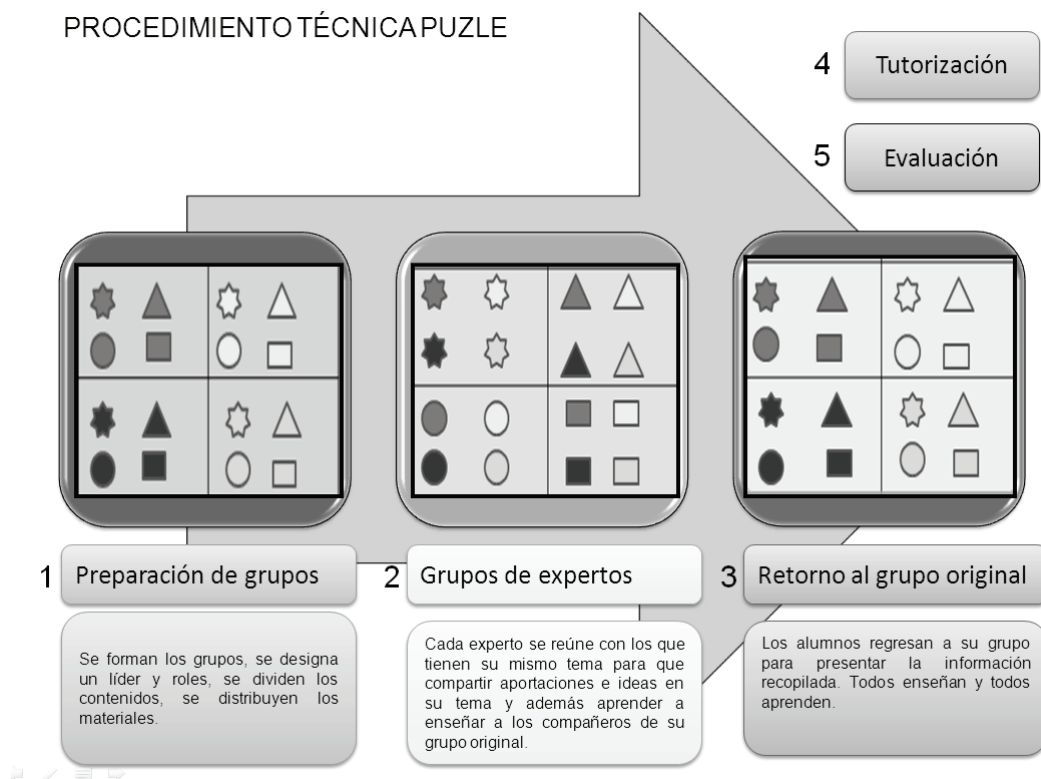 PROCEDIMIENTO TÉCNICA PUZLE
4
Tutorización
5
Evaluación
1
Preparación de grupos
Se forman los grupos, se designa
un líder y roles, se dividen los
contenidos, se distribuyen los
materiales.
2
Grupos de expertos
Cada experto se reúne con los que
tienen su mismo tema para que
compartir aportaciones e ideas en
su tema y además aprender a
enseñar a los compañeros de su
grupo original.
3
Retorno al grupo original
Los alumnos regresan a su grupo
para presentar la información
recopilada. Todos enseñan y todos
aprenden.